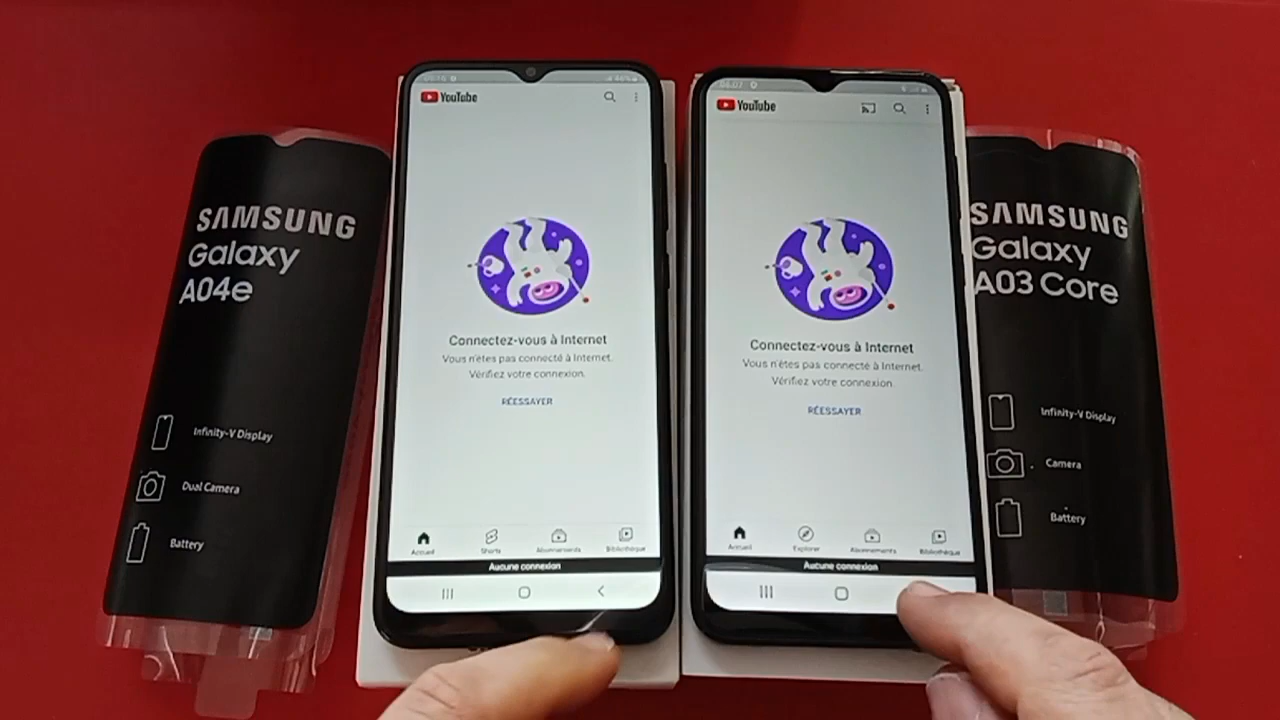 SAMSUNG
Galaxy
A04e
Infinity-V Display
Dual Camera
Battery
YouTube
Connectez-vous à Internet
Vous n'êtes pas connecté à Internet.
Vérifiez votre connexion.
RÉESSAYER
Accueil
Shorts
Abonnements
Bibliothèque
Aucune connexion
YouTube
Connectez-vous à Internet
Vous n'êtes pas connecté à Internet.
Vérifiez votre connexion.
RÉESSAYER
Accueil
Explorer
Abonnements
Bibliothèque
Aucune connexion
SAMSUNG
Galaxy
A03 Core
Infinity-V Display
Camera
Battery